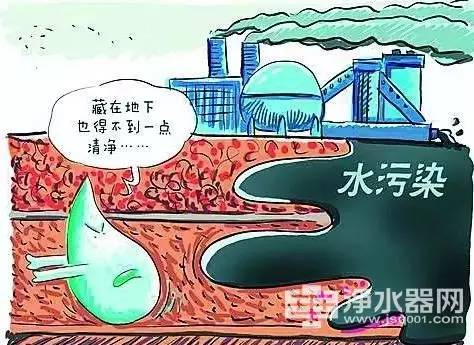 藏在地下
也得不到一点
清净……
水污染
净水器网
www.js0001.com